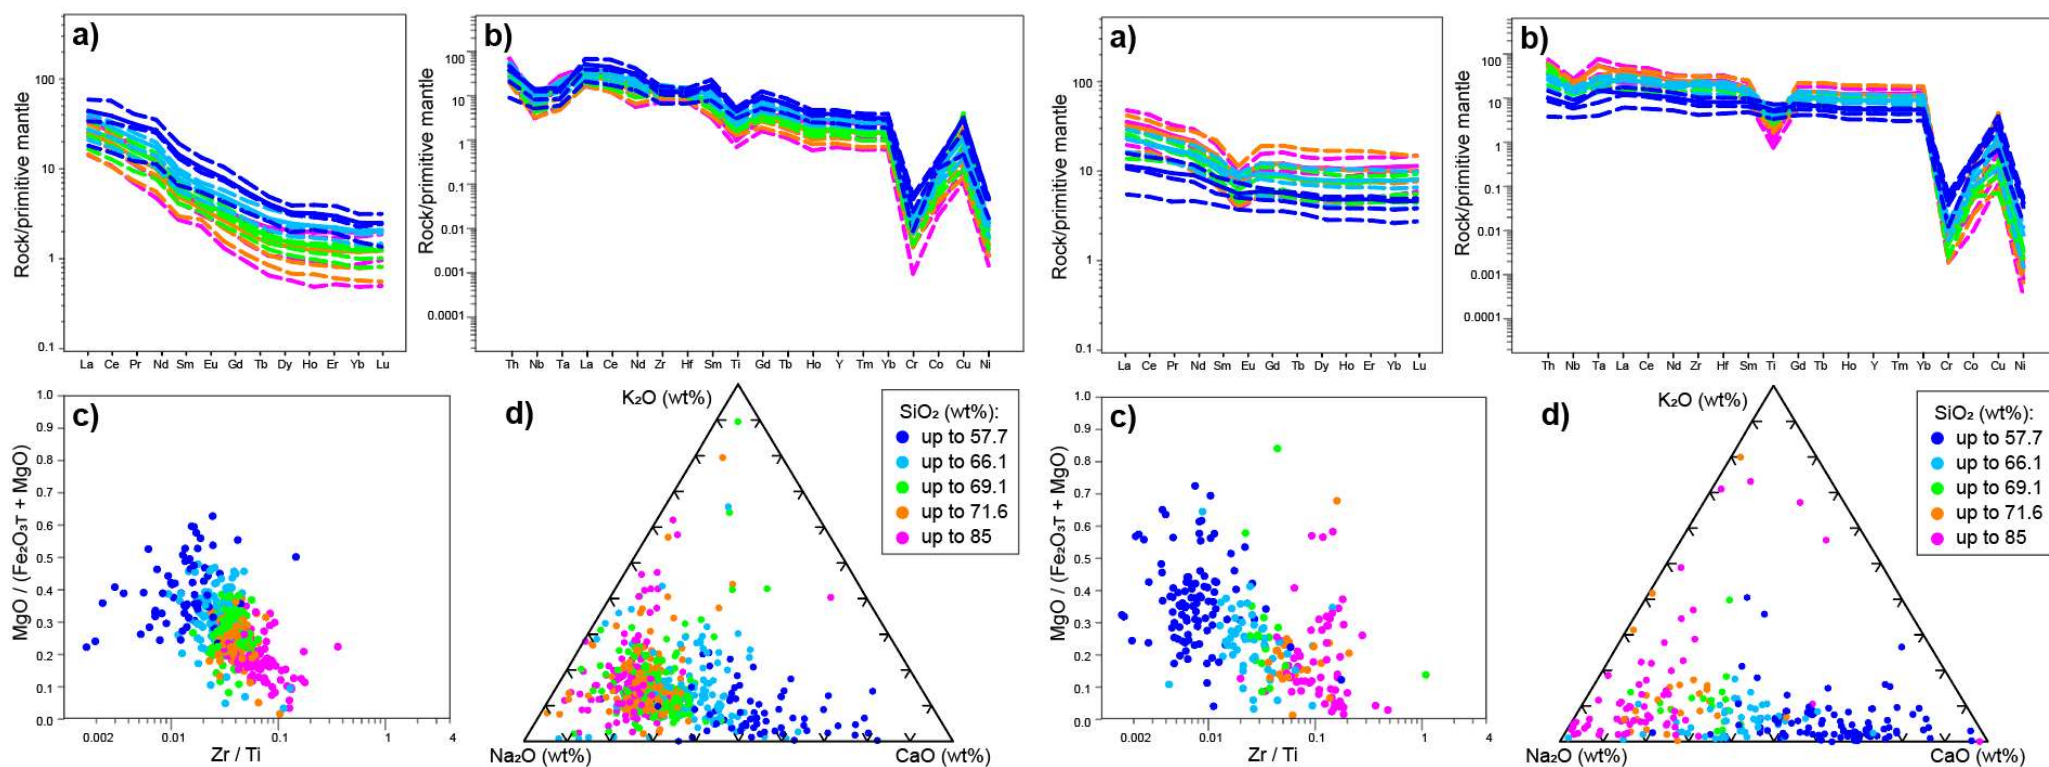 a)
Rock/primitive mantle
100
10
1
0.1
La Ce Pr Nd Sm Eu Gd Tb Dy Ho Er Yb Lu
b)
Rock/primitive mantle
100
10
1
0.1
0.01
0.001
0.0001
Th Nb Ta La Ce Nd Zr Hf Sm Ti Gd Tb Ho Y Tm Yb Cr Co Cu Ni
a)
Rock/primitive mantle
100
10
1
0.1
La Ce Pr Nd Sm Eu Gd Tb Dy Ho Er Yb Lu
b)
Rock/primitive mantle
100
10
1
0.1
0.01
0.001
0.0001
Th Nb Ta La Ce Nd Zr Hf Sm Ti Gd Tb Ho Y Tm Yb Cr Co Cu Ni
c)
MgO / (Fe₂O₃T + MgO)
1.0
0.9
0.8
0.7
0.6
0.5
0.4
0.3
0.2
0.1
0.0
0.002 0.01 0.1 1 4
Zr / Ti
d)
K₂O (wt%)
Na₂O (wt%)
CaO (wt%)
SiO₂ (wt%):
up to 57.7
up to 66.1
up to 69.1
up to 71.6
up to 85
c)
MgO / (Fe₂O₃T + MgO)
1.0
0.9
0.8
0.7
0.6
0.5
0.4
0.3
0.2
0.1
0.0
0.002 0.01 0.1 1 4
Zr / Ti
d)
K₂O (wt%)
Na₂O (wt%)
CaO (wt%)
SiO₂ (wt%):
up to 57.7
up to 66.1
up to 69.1
up to 71.6
up to 85